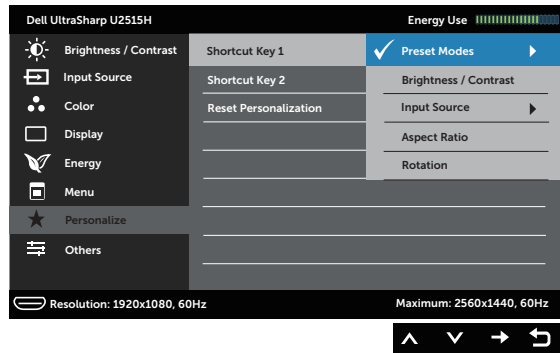 Dell UltraSharp U2515H Energy Use
Brightness / Contrast Shortcut Key 1 Preset Modes
Input Source Shortcut Key 2 Brightness / Contrast
Color Reset Personalization Input Source
Display Aspect Ratio
Energy Rotation
Menu
Personalize
Others
Resolution: 1920x1080, 60Hz Maximum: 2560x1440, 60Hz